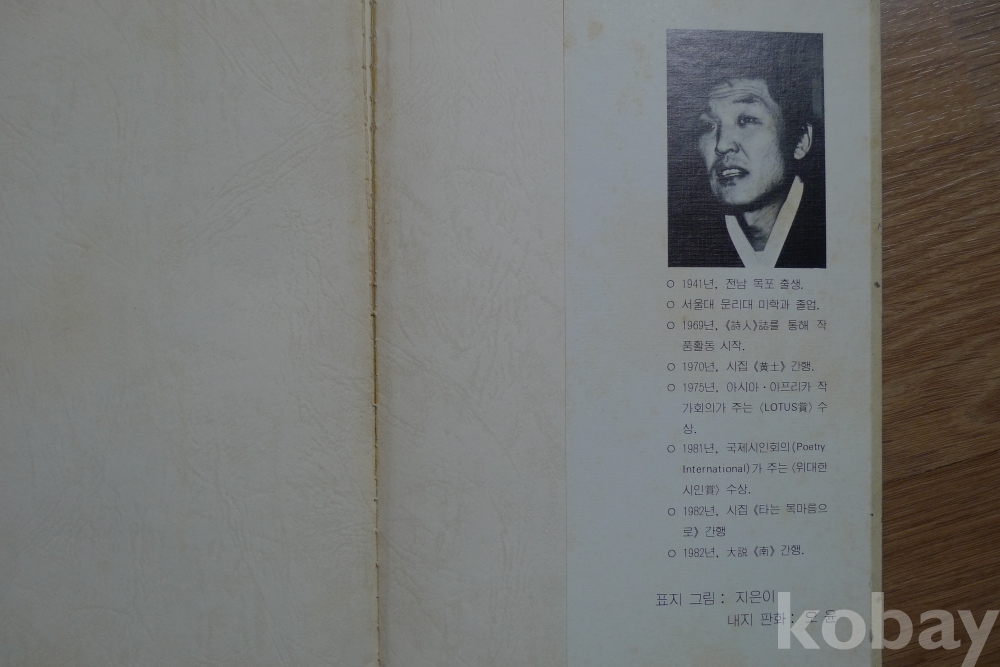 ○ 1941년, 전남 목포 출생.
○ 서울대 문리대 미학과 졸업.
○ 1969년, 《詩人》誌를 통해 작
품활동 시작.
○ 1970년, 시집 《黃土》 간행.
○ 1975년, 아시아·아프리카 작
가회의가 주는 〈LOTUS賞〉 수
상.
○ 1981년, 국제시인회의(Poetry
International)가 주는 〈위대한
시인賞〉 수상.
○ 1982년, 시집 《타는 목마름으
로》 간행
○ 1982년, 大説 《南》 간행.
표지 그림 : 지은이
내지 판화 : 오 윤
kobay